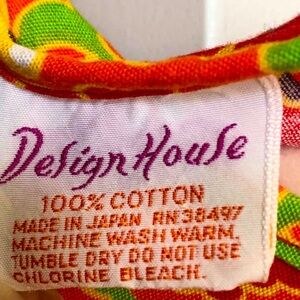 Design House
100% COTTON
MADE IN JAPAN RN 38497
MACHINE WASH WARM,
TUMBLE DRY DO NOT USE
CHLORINE BLEACH.